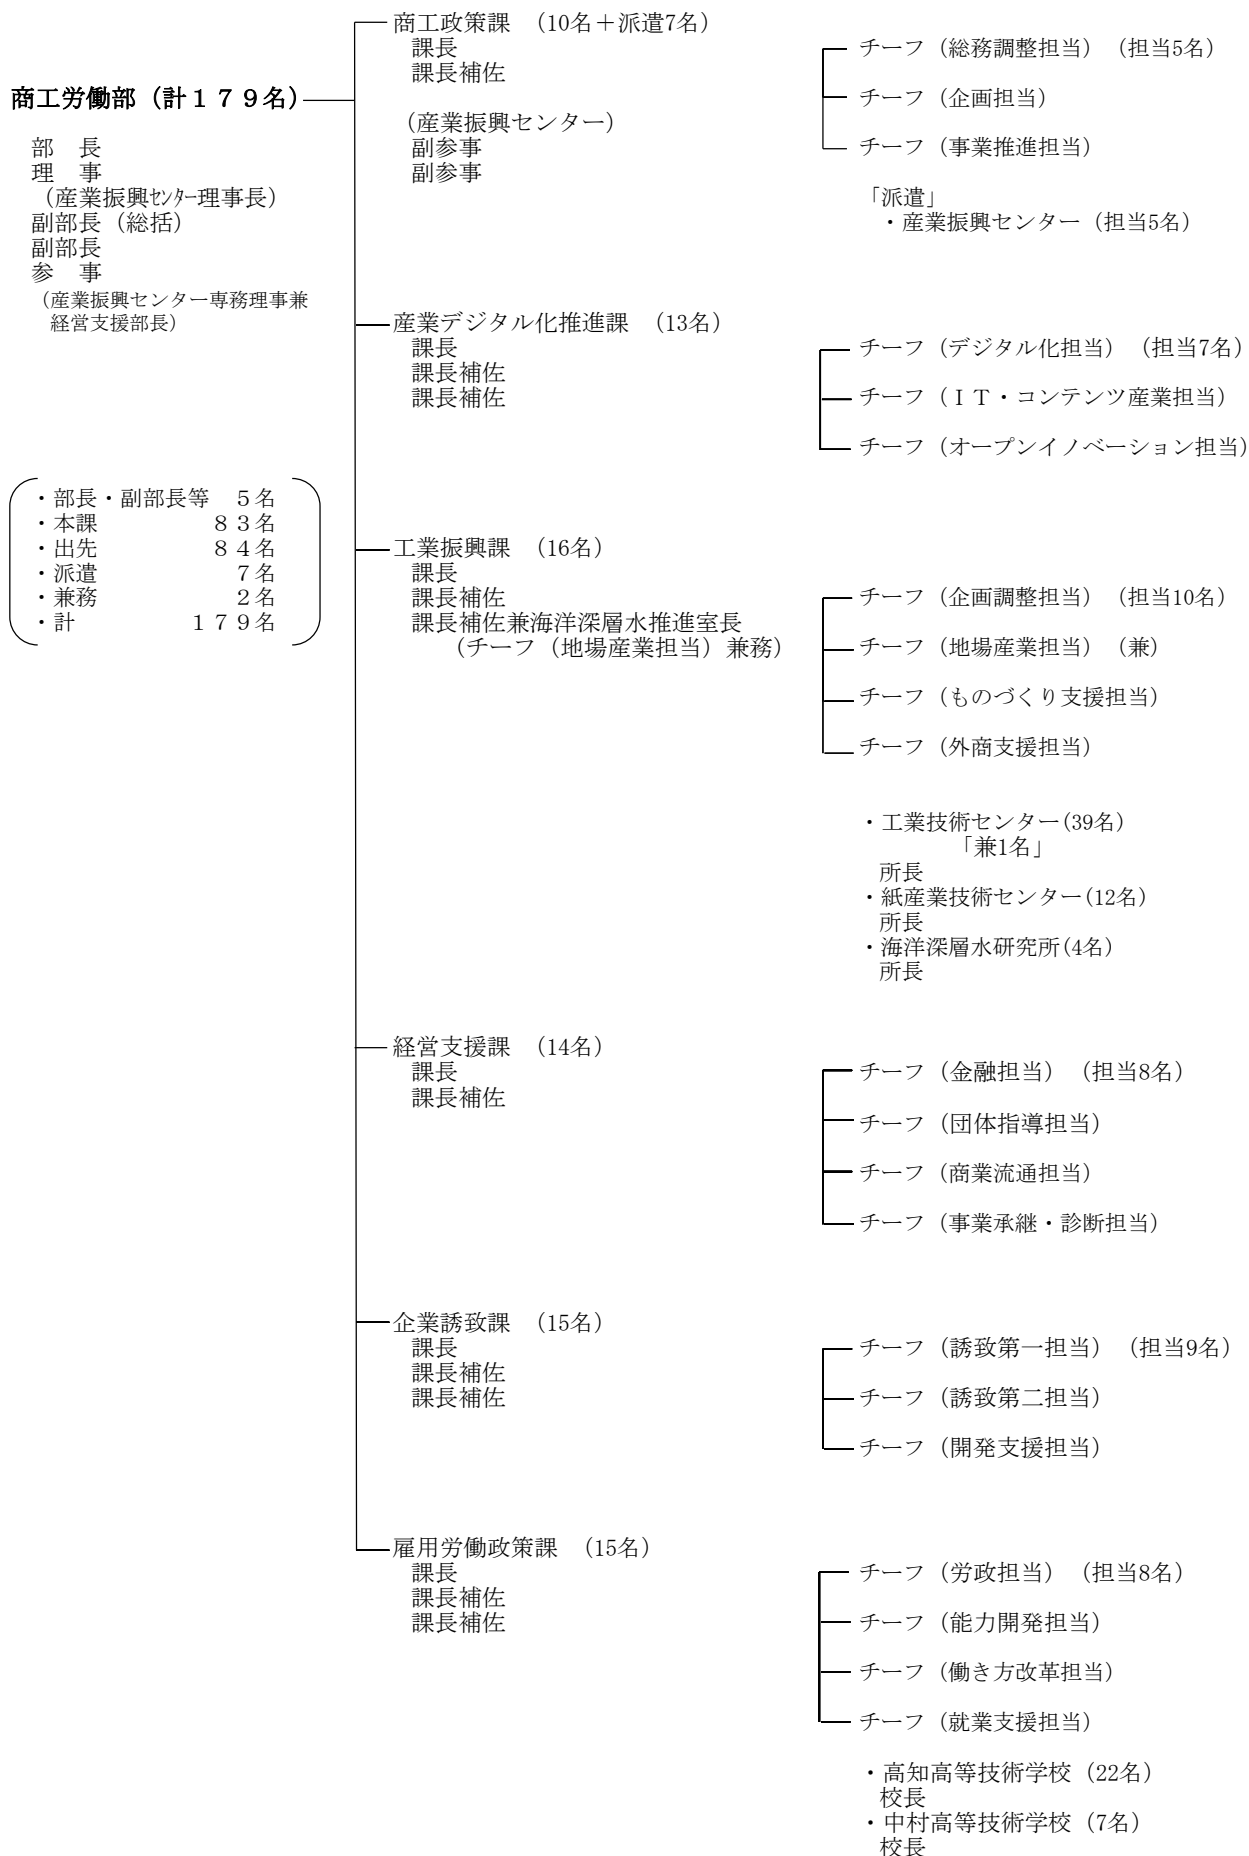 商工労働部（計１７９名）
部　長
理　事
（産業振興ｾﾝﾀｰ理事長）
副部長（総括）
副部長
参　事
（産業振興センター専務理事兼
経営支援部長）
・部長・副部長等　５名
・本課　８３名
・出先　８４名
・派遣　７名
・兼務　２名
・計　１７９名
商工政策課　（10名＋派遣7名）
課長
課長補佐
（産業振興センター）
副参事
副参事
チーフ（総務調整担当）（担当5名）
チーフ（企画担当）
チーフ（事業推進担当）
「派遣」
・産業振興センター（担当5名）
産業デジタル化推進課　（13名）
課長
課長補佐
課長補佐
チーフ（デジタル化担当）（担当7名）
チーフ（ＩＴ・コンテンツ産業担当）
チーフ（オープンイノベーション担当）
工業振興課　（16名）
課長
課長補佐
課長補佐兼海洋深層水推進室長
（チーフ（地場産業担当）兼務）
チーフ（企画調整担当）（担当10名）
チーフ（地場産業担当）（兼）
チーフ（ものづくり支援担当）
チーフ（外商支援担当）
・工業技術センター(39名)
「兼1名」
所長
・紙産業技術センター(12名)
所長
・海洋深層水研究所(4名)
所長
経営支援課　（14名）
課長
課長補佐
チーフ（金融担当）（担当8名）
チーフ（団体指導担当）
チーフ（商業流通担当）
チーフ（事業承継・診断担当）
企業誘致課　（15名）
課長
課長補佐
課長補佐
チーフ（誘致第一担当）（担当9名）
チーフ（誘致第二担当）
チーフ（開発支援担当）
雇用労働政策課　（15名）
課長
課長補佐
課長補佐
チーフ（労政担当）（担当8名）
チーフ（能力開発担当）
チーフ（働き方改革担当）
チーフ（就業支援担当）
・高知高等技術学校（22名）
校長
・中村高等技術学校（7名）
校長